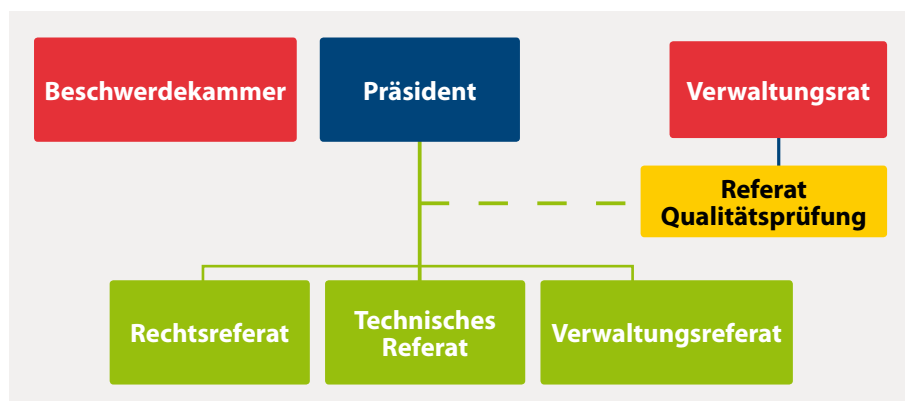 Beschwerdekammer
Präsident
Verwaltungsrat
Referat
Qualitätsprüfung
Rechtsreferat
Technisches
Referat
Verwaltungsreferat